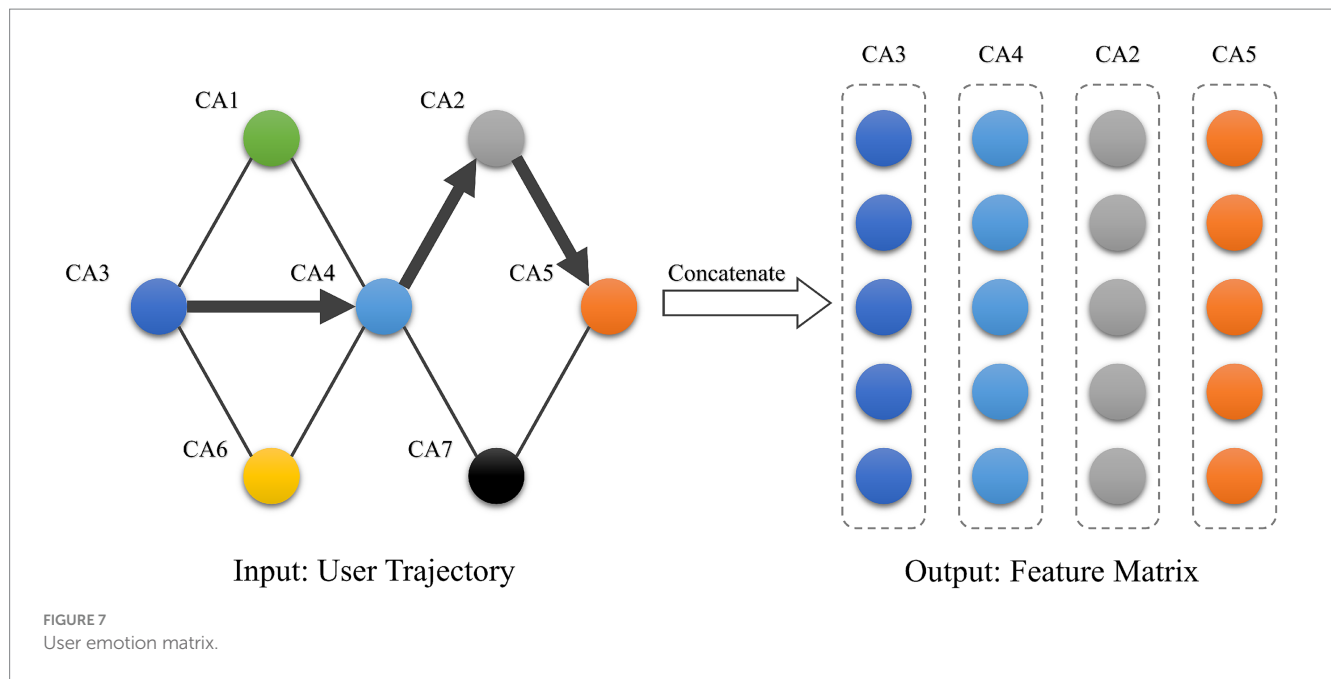 CA1
CA2
CA3
CA4
CA5
CA6
CA7
Input: User Trajectory
Concatenate
CA3 CA4 CA2 CA5
Output: Feature Matrix
FIGURE 7
User emotion matrix.